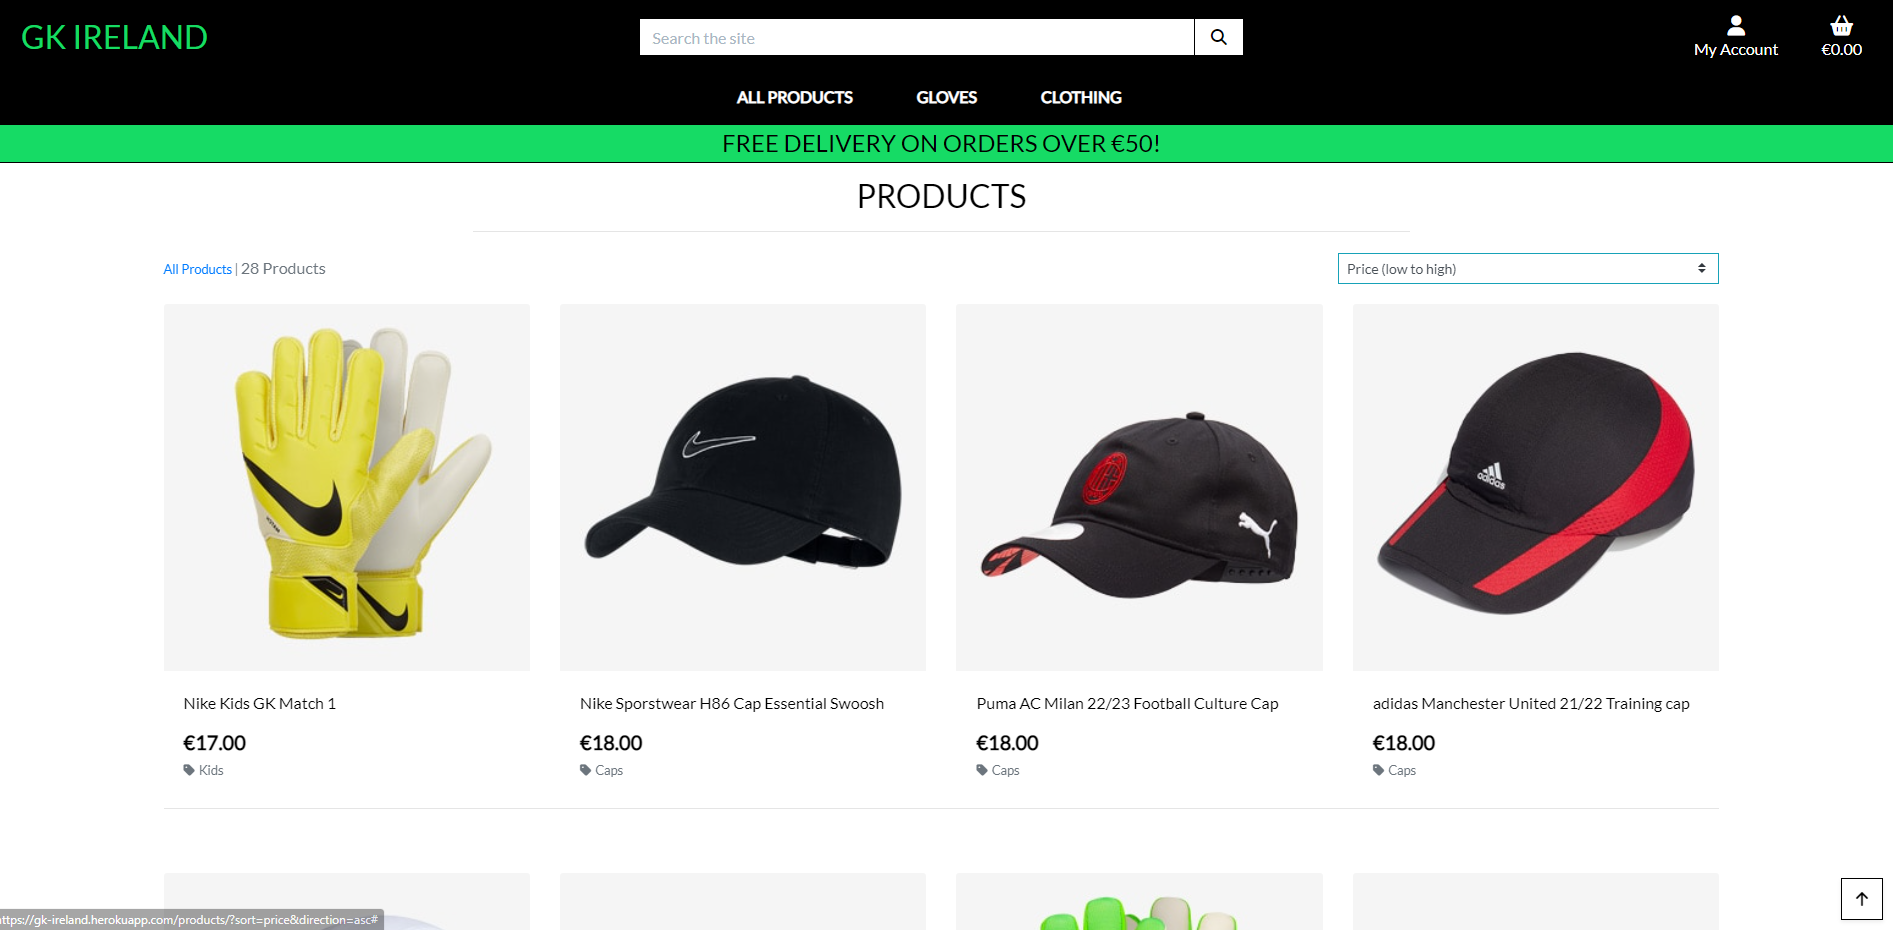 GK IRELAND
Search the site
My Account
€0.00
ALL PRODUCTS
GLOVES
CLOTHING
FREE DELIVERY ON ORDERS OVER €50!
PRODUCTS
All Products | 28 Products
Price (low to high)
adidas
Nike Kids GK Match 1
Nike Sporstwear H86 Cap Essential Swoosh
Puma AC Milan 22/23 Football Culture Cap
adidas Manchester United 21/22 Training cap
€17.00
€18.00
€18.00
€18.00
Kids
Caps
Caps
Caps
ttps://gk-ireland.herokuapp.com/products/?sort=price&direction=asc#